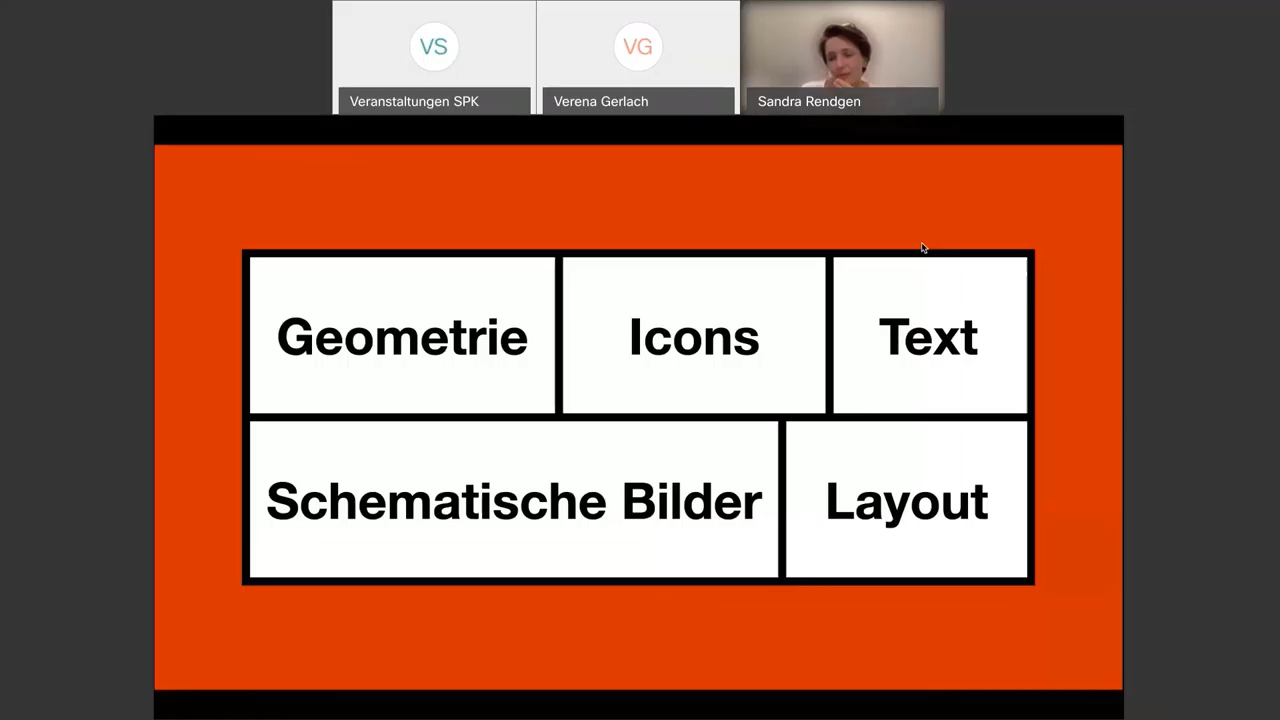 VS
VG
Veranstaltungen SPK
Verena Gerlach
Sandra Rendgen
Geometrie
Icons
Text
Schematische Bilder
Layout